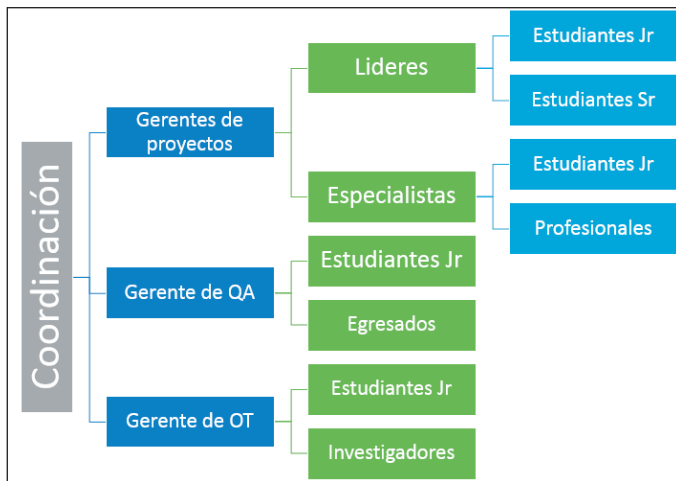 Coordinación
Gerentes de
proyectos
Lideres
Estudiantes Jr
Estudiantes Sr
Especialistas
Estudiantes Jr
Profesionales
Gerente de QA
Estudiantes Jr
Egresados
Gerente de OT
Estudiantes Jr
Investigadores